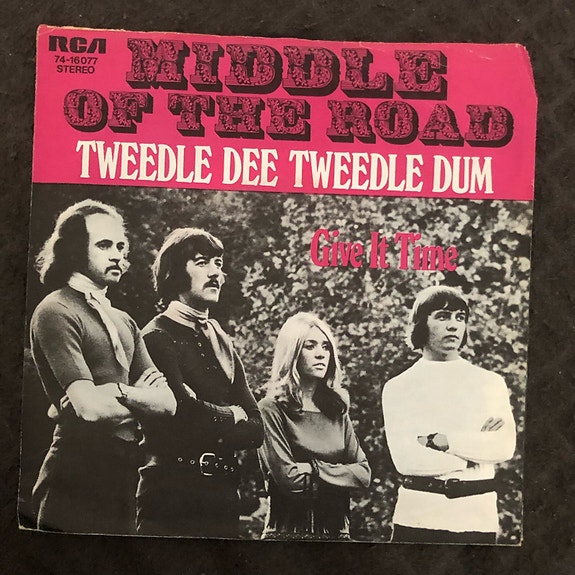 RCA
74-16077
STEREO
MIDDLE
OF THE ROAD
TWEEDLE DEE TWEEDLE DUM
Give It Time